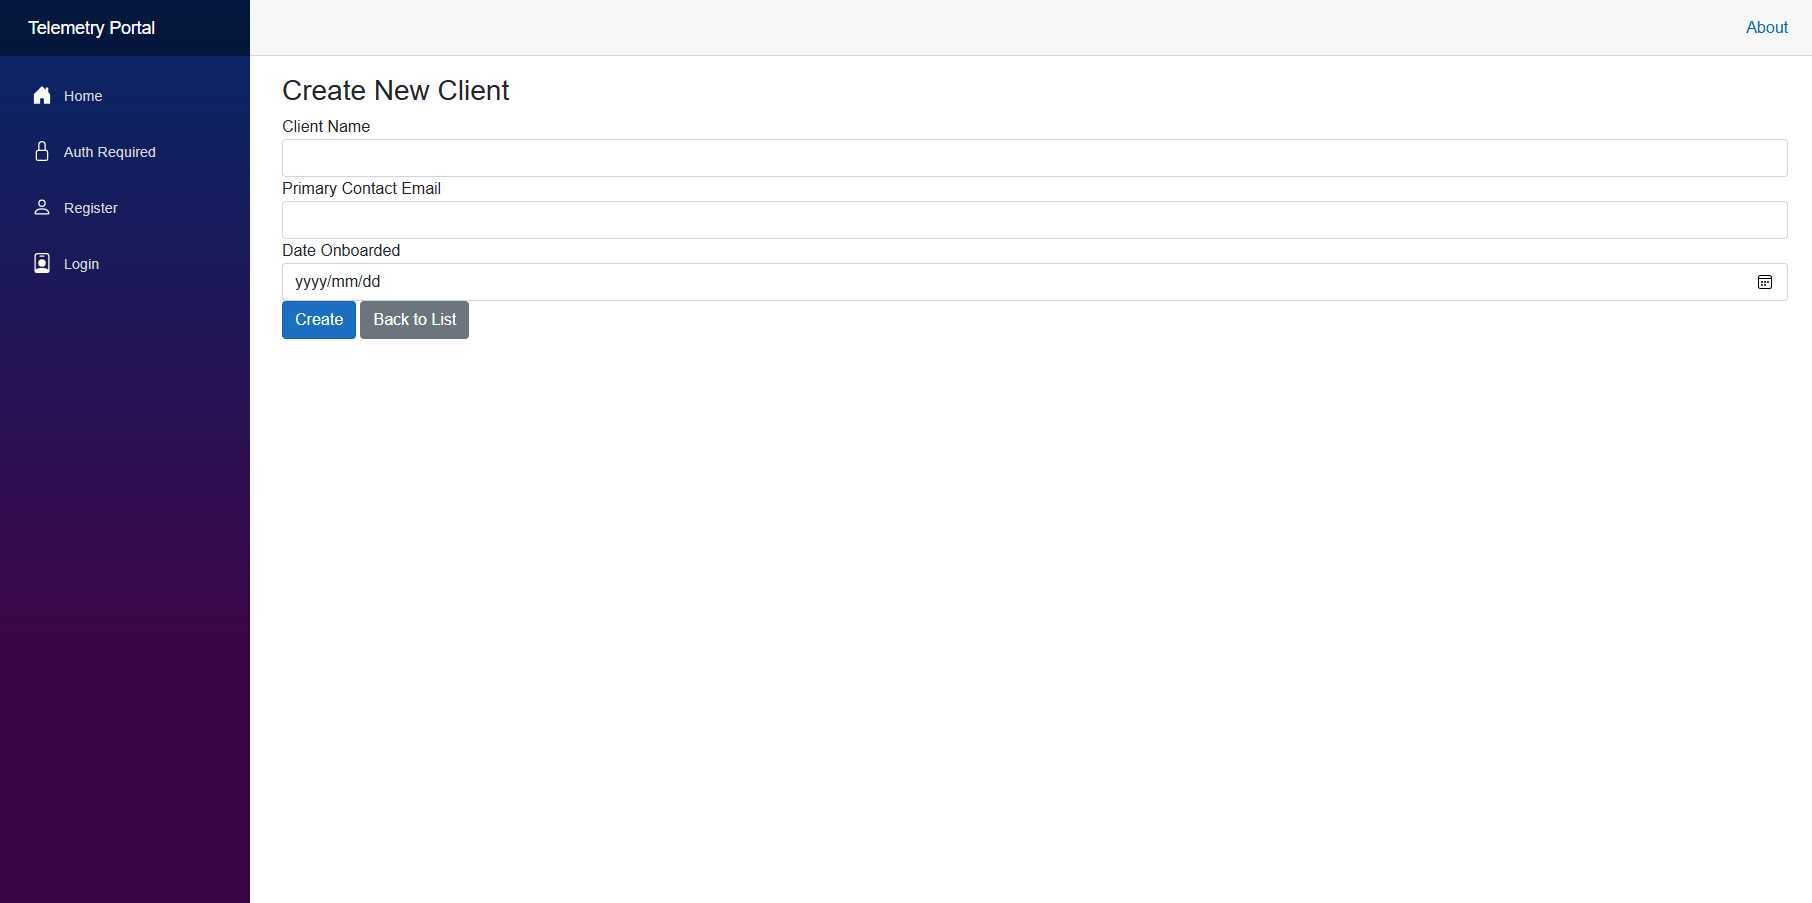 Telemetry Portal
About
Home
Auth Required
Register
Login
Create New Client
Client Name
Primary Contact Email
Date Onboarded
yyyy/mm/dd
Create
Back to List